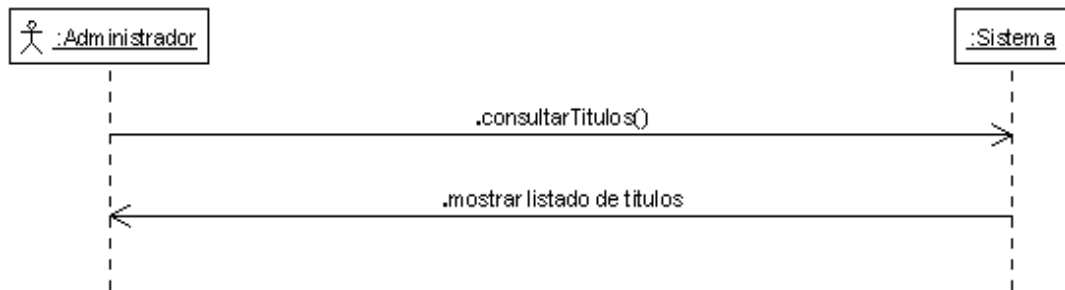 :Administrador
:Sistema
.consultarTitulos()
.mostrar listado de titulos